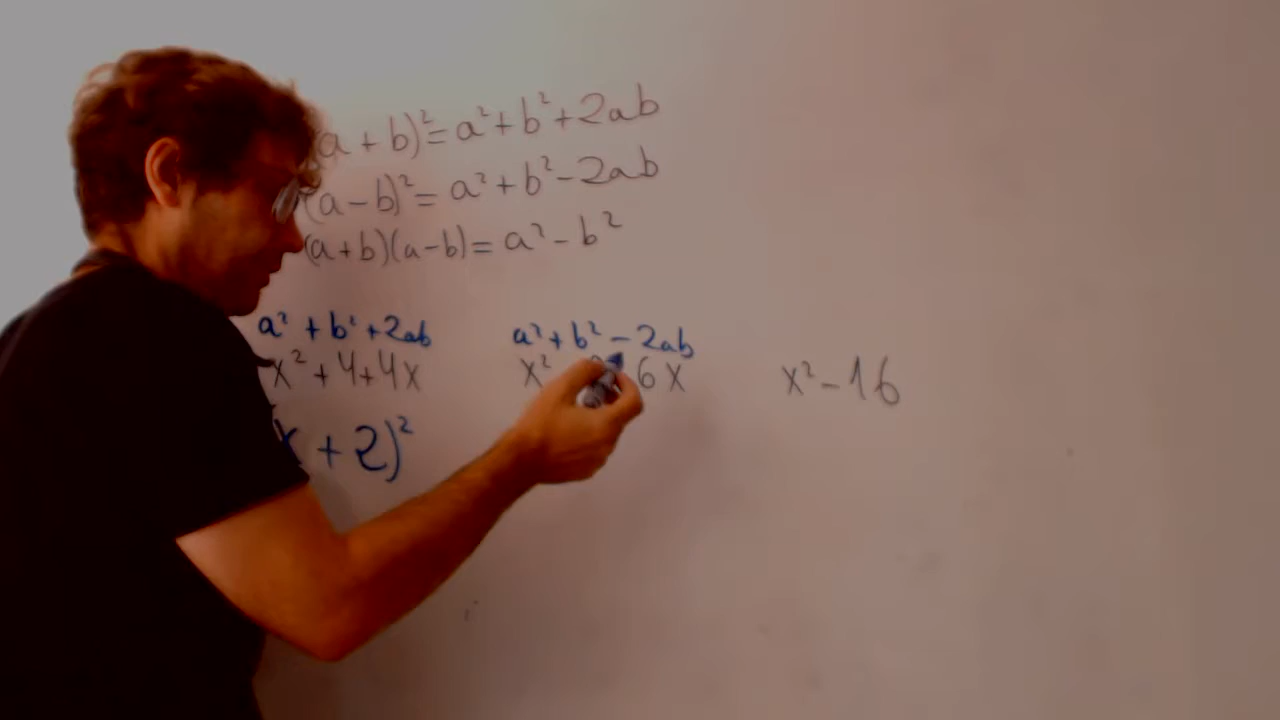 (a + b)² = a² + b² + 2ab
(a - b)² = a² + b² - 2ab
(a + b)(a - b) = a² - b²
a² + b² + 2ab a² + b² - 2ab
x² + 4 + 4x x² 6x x² - 16
x + 2)²